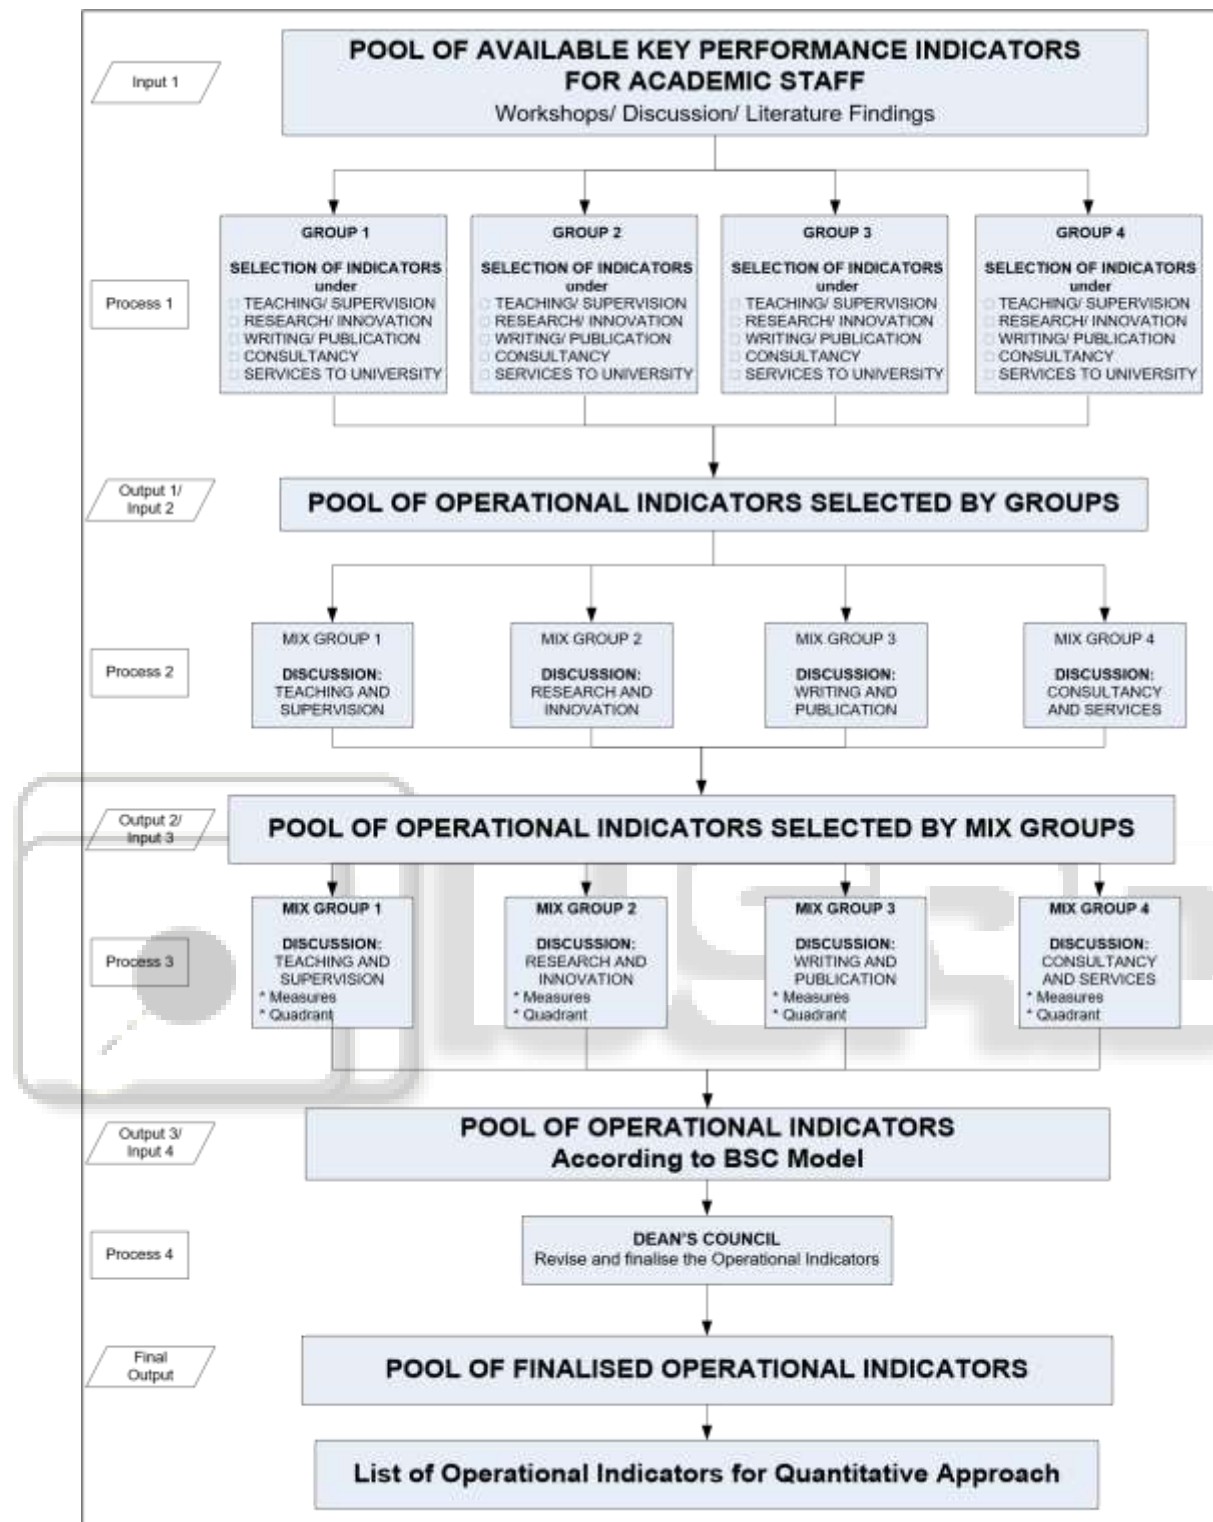 POOL OF AVAILABLE KEY PERFORMANCE INDICATORS
FOR ACADEMIC STAFF
Workshops/ Discussion/ Literature Findings
Input 1
GROUP 1
SELECTION OF INDICATORS
under
TEACHING/ SUPERVISION
RESEARCH/ INNOVATION
WRITING/ PUBLICATION
CONSULTANCY
SERVICES TO UNIVERSITY
GROUP 2
SELECTION OF INDICATORS
under
TEACHING/ SUPERVISION
RESEARCH/ INNOVATION
WRITING/ PUBLICATION
CONSULTANCY
SERVICES TO UNIVERSITY
GROUP 3
SELECTION OF INDICATORS
under
TEACHING/ SUPERVISION
RESEARCH/ INNOVATION
WRITING/ PUBLICATION
CONSULTANCY
SERVICES TO UNIVERSITY
GROUP 4
SELECTION OF INDICATORS
under
TEACHING/ SUPERVISION
RESEARCH/ INNOVATION
WRITING/ PUBLICATION
CONSULTANCY
SERVICES TO UNIVERSITY
Process 1
Output 1/
Input 2
POOL OF OPERATIONAL INDICATORS SELECTED BY GROUPS
Process 2
MIX GROUP 1
DISCUSSION:
TEACHING AND
SUPERVISION
MIX GROUP 2
DISCUSSION:
RESEARCH AND
INNOVATION
MIX GROUP 3
DISCUSSION:
WRITING AND
PUBLICATION
MIX GROUP 4
DISCUSSION:
CONSULTANCY
AND SERVICES
Output 2/
Input 3
POOL OF OPERATIONAL INDICATORS SELECTED BY MIX GROUPS
Process 3
MIX GROUP 1
DISCUSSION:
TEACHING AND
SUPERVISION
* Measures
* Quadrant
MIX GROUP 2
DISCUSSION:
RESEARCH AND
INNOVATION
* Measures
* Quadrant
MIX GROUP 3
DISCUSSION:
WRITING AND
PUBLICATION
* Measures
* Quadrant
MIX GROUP 4
DISCUSSION:
CONSULTANCY
AND SERVICES
* Measures
* Quadrant
Output 3/
Input 4
POOL OF OPERATIONAL INDICATORS
According to BSC Model
Process 4
DEAN'S COUNCIL
Revise and finalise the Operational Indicators
Final
Output
POOL OF FINALISED OPERATIONAL INDICATORS
List of Operational Indicators for Quantitative Approach